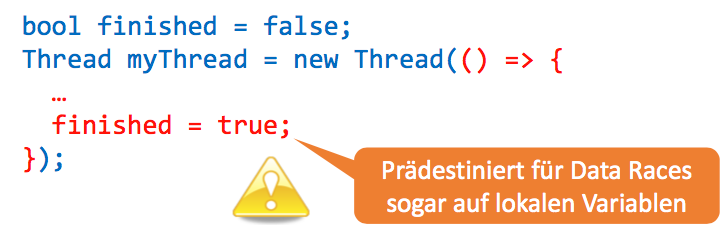 bool finished = false;
Thread myThread = new Thread(() => {
…
finished = true;
});
Prädestiniert für Data Races
sogar auf lokalen Variablen